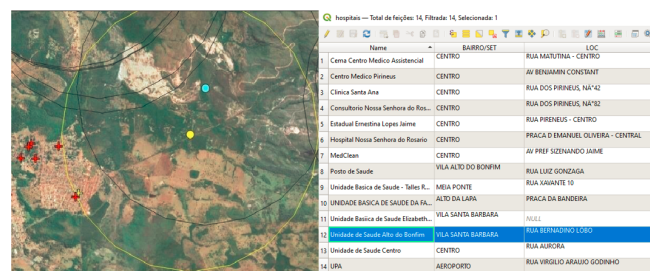 hospitais — Total de feições: 14, Filtrada: 14, Selecionada: 1
Name BAIRRO/SET LOC
1 Cema Centro Medico Assistencial CENTRO RUA MATUTINA - CENTRO
2 Centro Medico Pirineus CENTRO AV BENJAMIN CONSTANT
3 Clinica Santa Ana CENTRO RUA DOS PIRINEUS, NÂº42
4 Consultorio Nossa Senhora do Ros... CENTRO RUA DOS PIRINEUS, NÂº82
5 Estadual Ernestina Lopes Jaime CENTRO RUA PIRENEUS - CENTRO
6 Hospital Nossa Senhora do Rosario CENTRO PRACA D EMANUEL OLIVEIRA - CENTRAL
7 MedClean CENTRO AV PREF SIZENANDO JAIME
8 Posto de Saude VILA ALTO DO BONFIM RUA LUIZ GONZAGA
9 Unidade Basica de Saude - Talles R... MEIA PONTE RUA XAVANTE 10
10 UNIDADE BASICA DE SAUDE DA FA... ALTO DA LAPA PRACA DA BANDEIRA
11 Unidade Basiica de Saude Elizabeth... VILA SANTA BARBARA NULL
12 Unidade de Saude Alto do Bonfim VILA SANTA BARBARA RUA BERNADINO LOBO
13 Unidade de Saude Centro CENTRO RUA AURORA
14 UPA AEROPORTO RUA VIRGILIO ARAUJO GODINHO